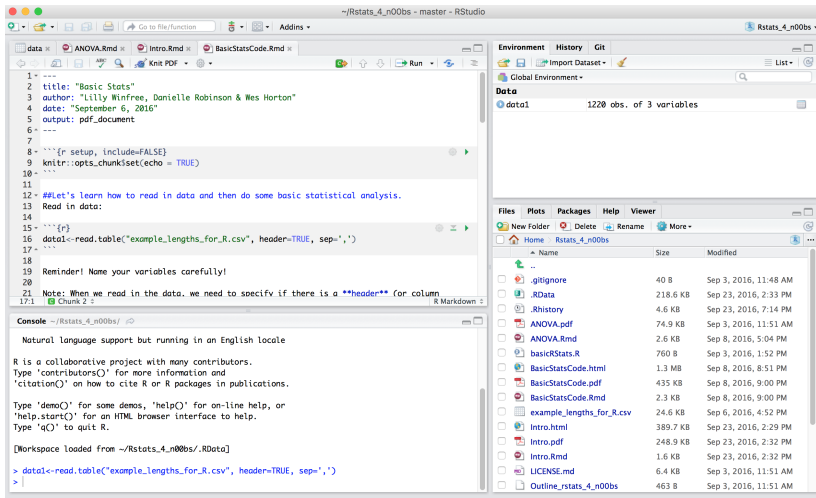 ~/Rstats_4_n00bs - master - RStudio
Go to file/function
Addins
Rstats_4_n00bs
data
ANOVA.Rmd
Intro.Rmd
BasicStatsCode.Rmd
ABC
Knit PDF
Run
1 ---
2 title: "Basic Stats"
3 author: "Lilly Winfree, Danielle Robinson & Wes Horton"
4 date: "September 6, 2016"
5 output: pdf_document
6 ---
7
8 ```{r setup, include=FALSE}
9 knitr::opts_chunk$set(echo = TRUE)
10 ```
11
12 ##Let's learn how to read in data and then do some basic statistical analysis.
13 Read in data:
14
15 ```{r}
16 data1<-read.table("example_lengths_for_R.csv", header=TRUE, sep=',')
17 ```
18
19 Reminder! Name your variables carefully!
20
21 Note: When we read in the data, we need to specify if there is a **header** (or column
17:1 Chunk 2 R Markdown
Console ~/Rstats_4_n00bs/
Natural language support but running in an English locale
R is a collaborative project with many contributors.
Type 'contributors()' for more information and
'citation()' on how to cite R or R packages in publications.
Type 'demo()' for some demos, 'help()' for on-line help, or
'help.start()' for an HTML browser interface to help.
Type 'q()' to quit R.
[Workspace loaded from ~/Rstats_4_n00bs/.RData]
> data1<-read.table("example_lengths_for_R.csv", header=TRUE, sep=',')
>
Environment History Git
Import Dataset List
Global Environment
Data
data1 1220 obs. of 3 variables
Files Plots Packages Help Viewer
New Folder Delete Rename More
Home Rstats_4_n00bs
Name Size Modified
..
.gitignore 40 B Sep 3, 2016, 11:48 AM
.RData 218.6 KB Sep 23, 2016, 2:33 PM
.Rhistory 4.6 KB Sep 23, 2016, 7:14 PM
ANOVA.pdf 74.9 KB Sep 3, 2016, 11:51 AM
ANOVA.Rmd 2.6 KB Sep 8, 2016, 5:04 PM
basicRStats.R 760 B Sep 3, 2016, 1:52 PM
BasicStatsCode.html 1.3 MB Sep 8, 2016, 8:51 PM
BasicStatsCode.pdf 435 KB Sep 8, 2016, 9:00 PM
BasicStatsCode.Rmd 2.3 KB Sep 8, 2016, 9:00 PM
example_lengths_for_R.csv 24.6 KB Sep 6, 2016, 4:52 PM
Intro.html 389.7 KB Sep 23, 2016, 2:29 PM
Intro.pdf 248.9 KB Sep 23, 2016, 2:32 PM
Intro.Rmd 1.6 KB Sep 23, 2016, 2:32 PM
LICENSE.md 6.4 KB Sep 3, 2016, 11:51 AM
Outline_rstats_4_n00bs 463 B Sep 3, 2016, 11:51 AM